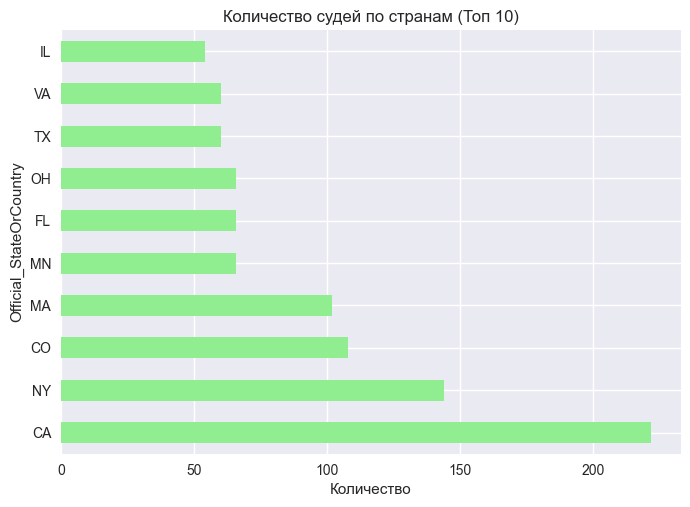 Количество судей по странам (Топ 10)
Official_StateOrCountry
IL
VA
TX
OH
FL
MN
MA
CO
NY
CA
0 50 100 150 200
Количество